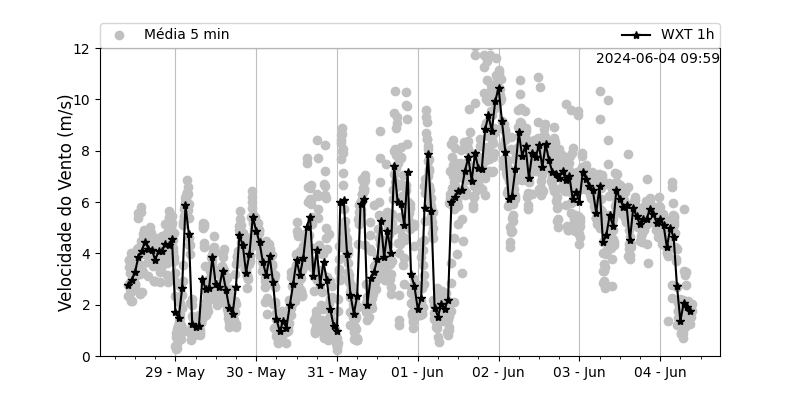 Média 5 min
WXT 1h
2024-06-04 09:59
Velocidade do Vento (m/s)
12
10
8
6
4
2
0
29 - May
30 - May
31 - May
01 - Jun
02 - Jun
03 - Jun
04 - Jun